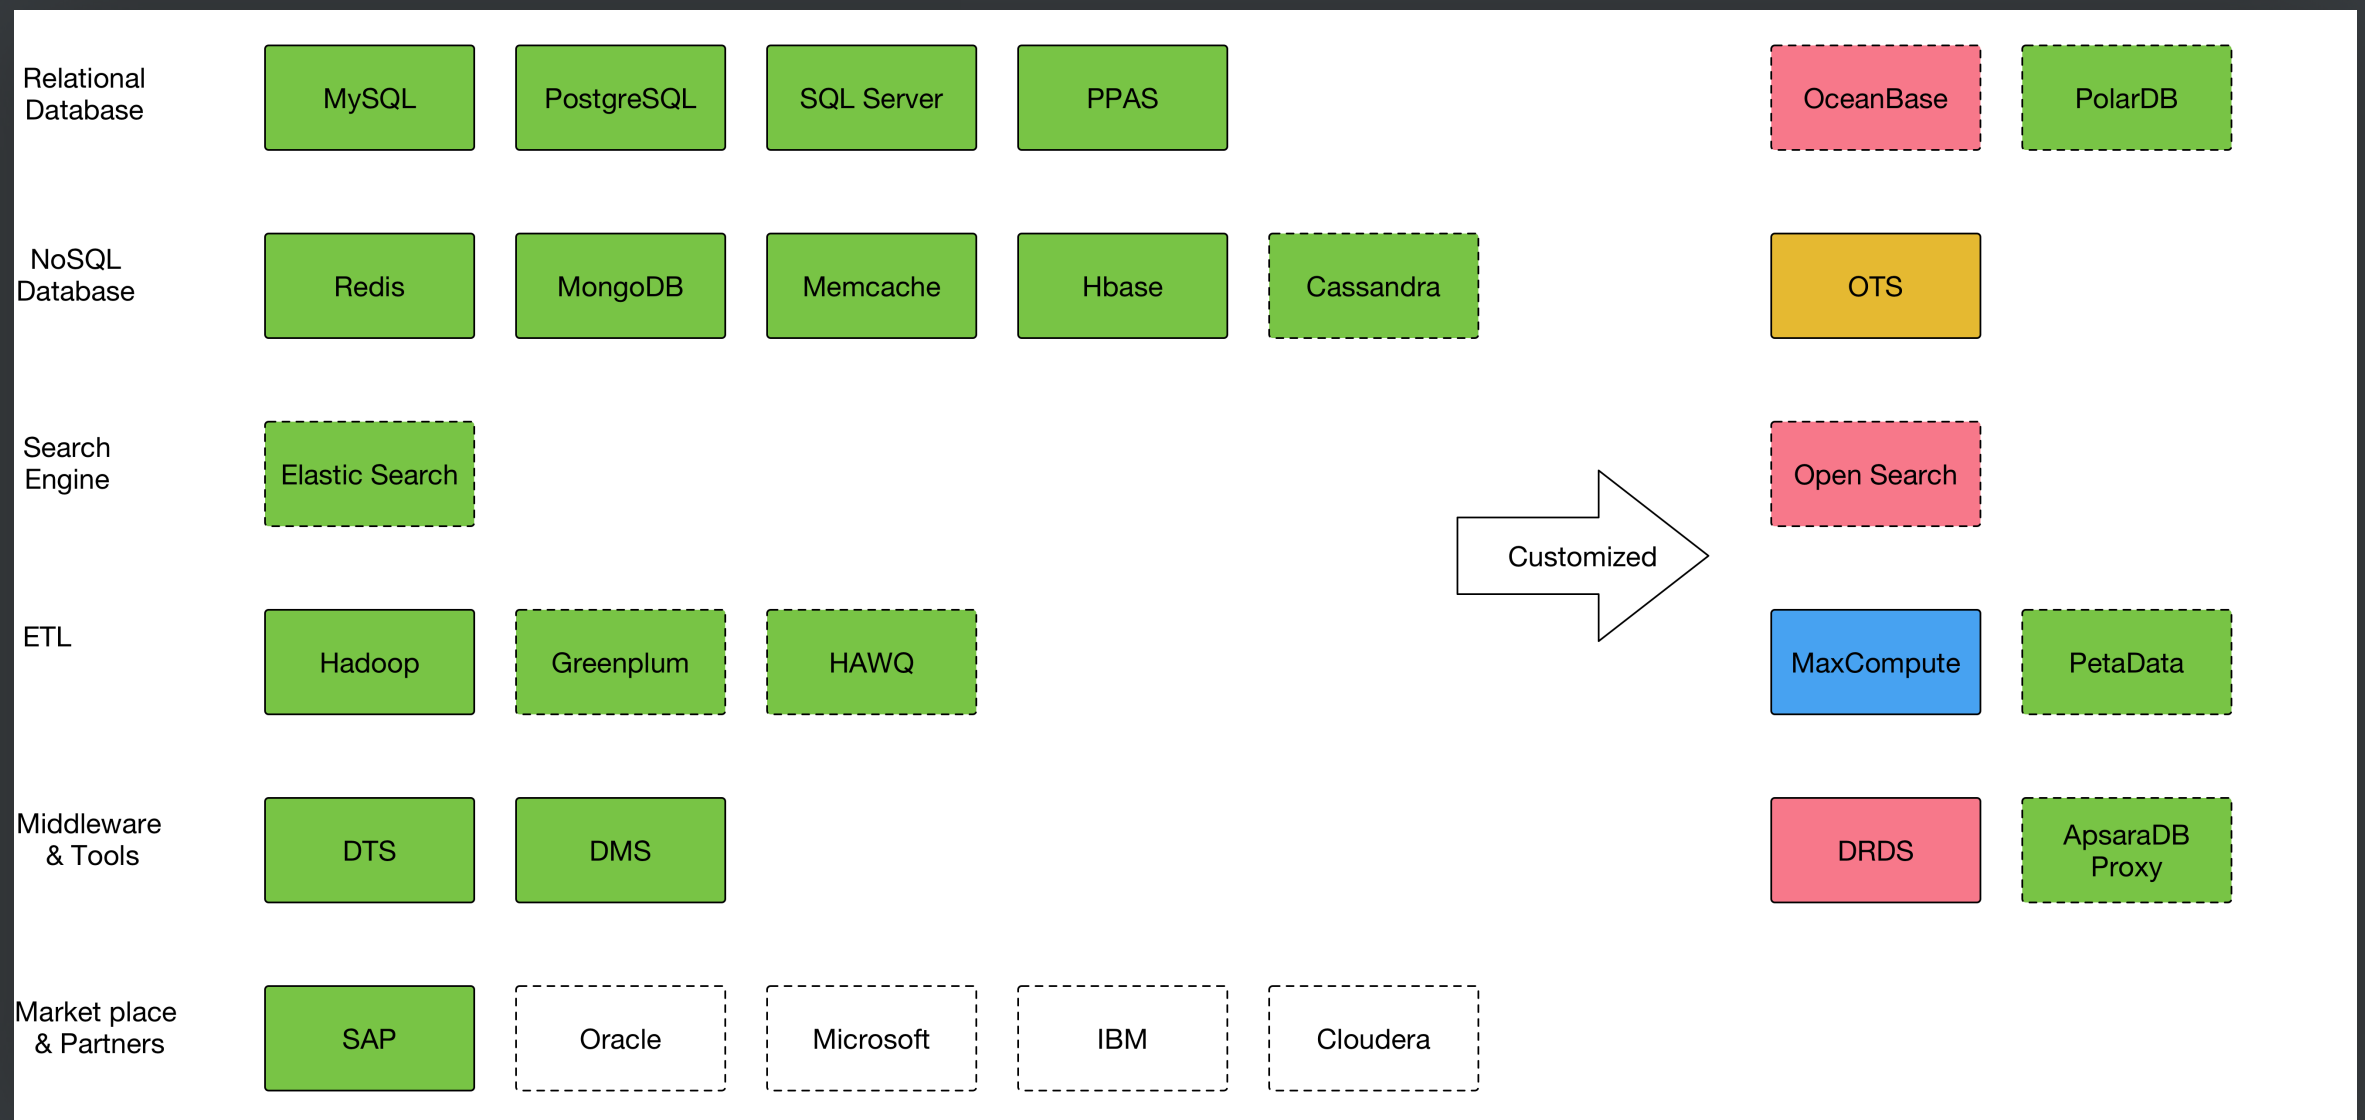 Relational
Database
MySQL
PostgreSQL
SQL Server
PPAS
OceanBase
PolarDB
NoSQL
Database
Redis
MongoDB
Memcache
Hbase
Cassandra
OTS
Search
Engine
Elastic Search
Open Search
Customized
ETL
Hadoop
Greenplum
HAWQ
MaxCompute
PetaData
Middleware
& Tools
DTS
DMS
DRDS
ApsaraDB
Proxy
Market place
& Partners
SAP
Oracle
Microsoft
IBM
Cloudera